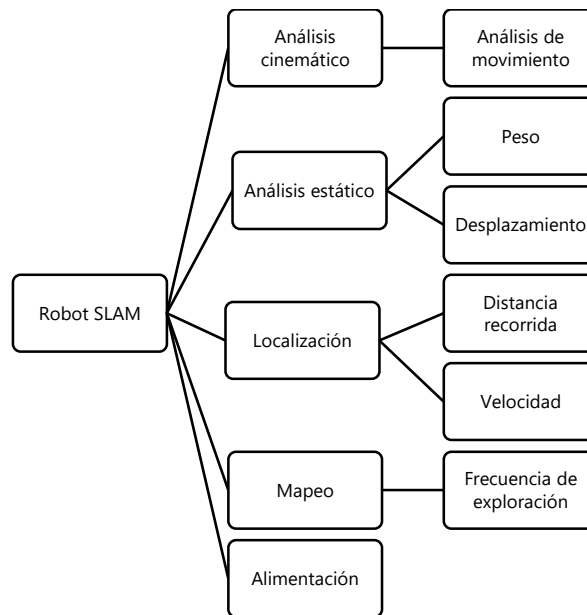 Análisis
cinemático
Análisis de
movimiento
Peso
Análisis estático
Desplazamiento
Robot SLAM
Localización
Distancia
recorrida
Velocidad
Mapeo
Frecuencia de
exploración
Alimentación